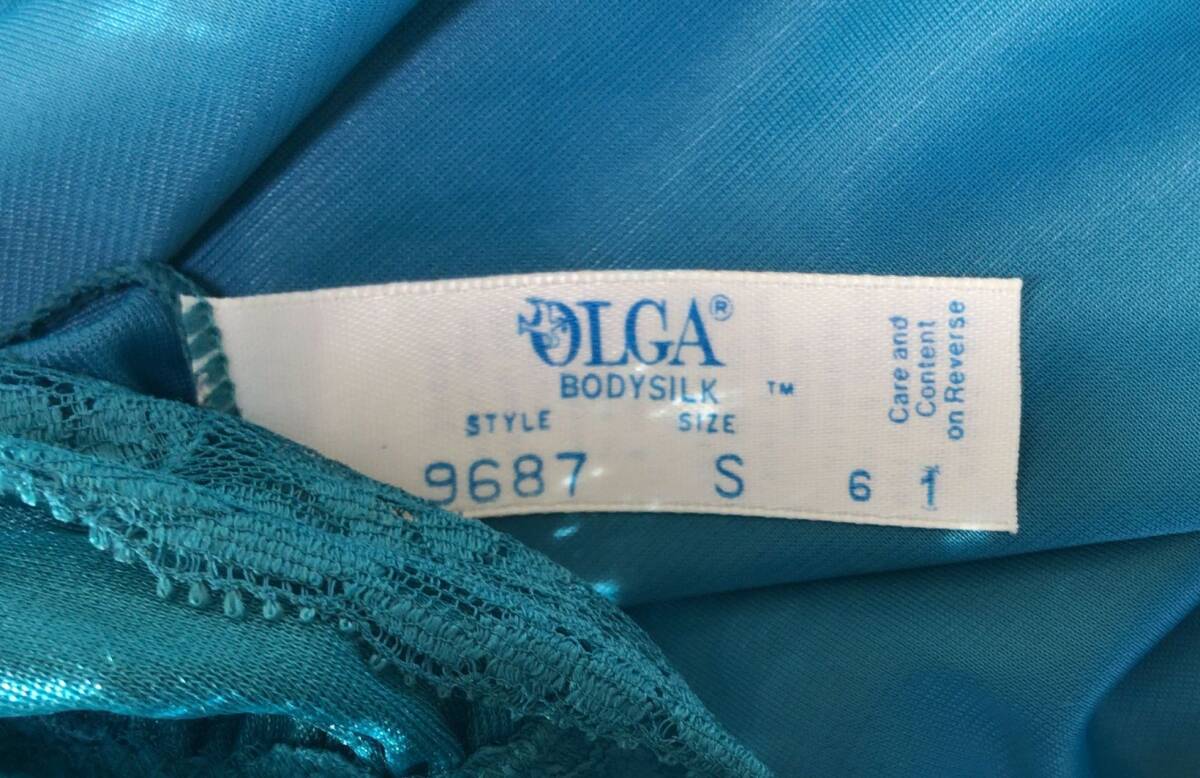 OLGA®
BODYSILK ™
STYLE SIZE
9687 S 6 1
Care and
Content
on Reverse